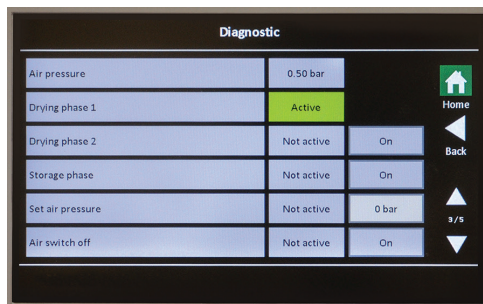 Diagnostic
Air pressure 0.50 bar
Home
Drying phase 1 Active
Drying phase 2 Not active On
Back
Storage phase Not active On
Set air pressure Not active 0 bar
3/5
Air switch off Not active On